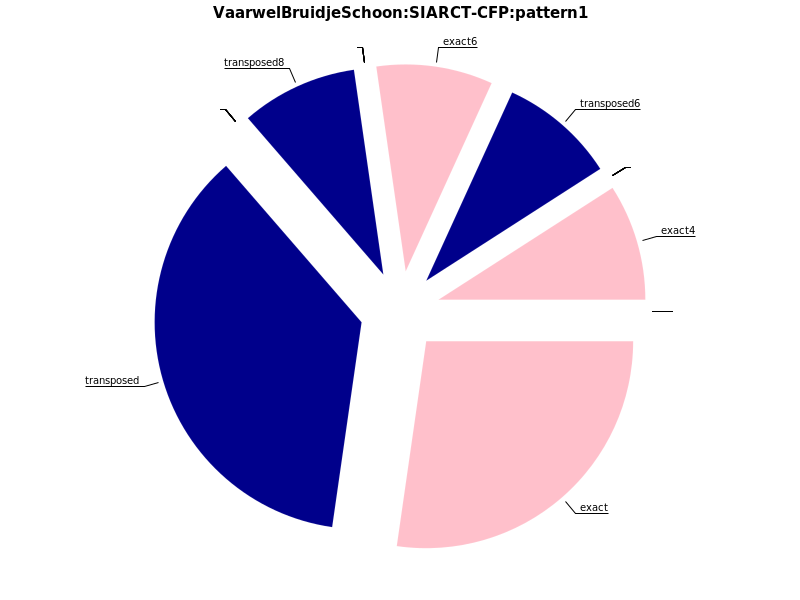 VaarwelBruidjeSchoon:SIARCT-CFP:pattern1
exact6
transposed8
transposed6
exact4
transposed
exact